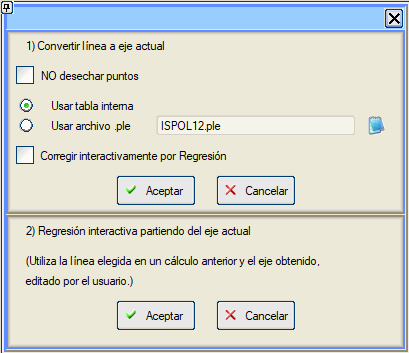 1) Convertir línea a eje actual
NO desechar puntos
Usar tabla interna
Usar archivo .ple ISPOL12.ple
Corregir interactivamente por Regresión
Aceptar Cancelar
2) Regresión interactiva partiendo del eje actual
(Utiliza la línea elegida en un cálculo anterior y el eje obtenido,
editado por el usuario.)
Aceptar Cancelar